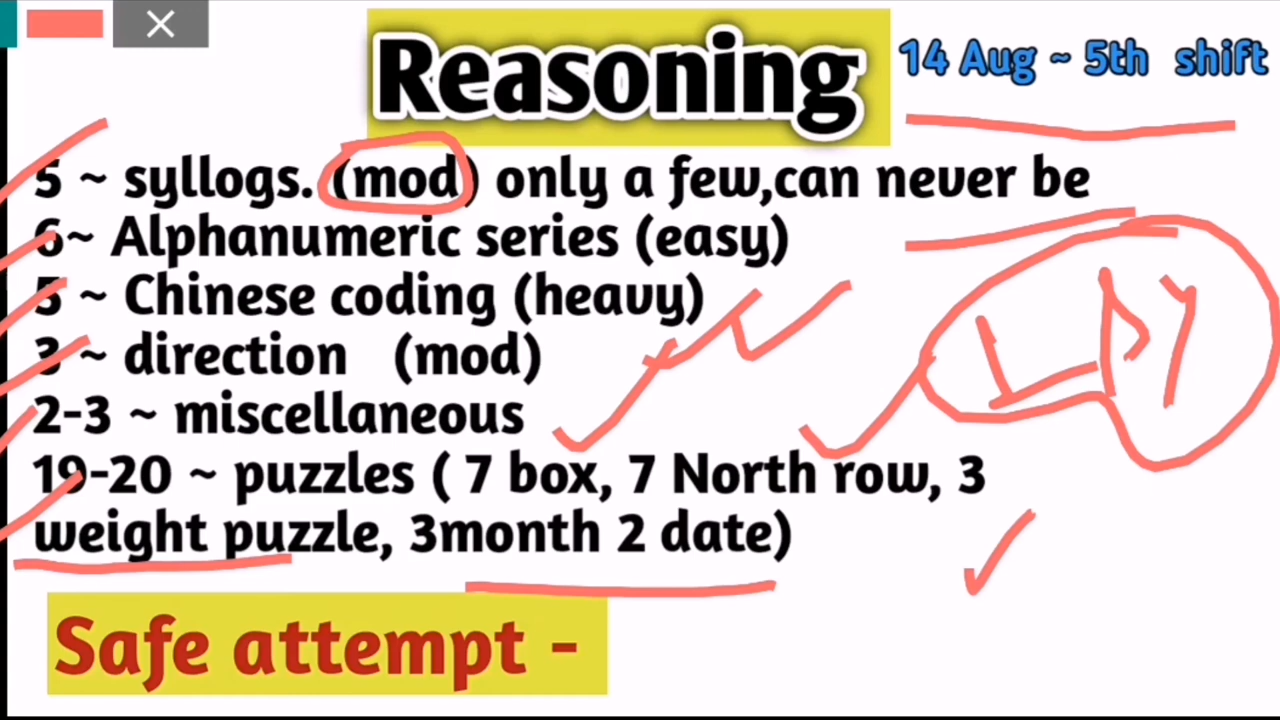 Reasoning
14 Aug ~ 5th shift
5 ~ syllogs. (mod) only a few,can never be
6~ Alphanumeric series (easy)
5 ~ Chinese coding (heavy)
3 ~ direction (mod)
2-3 ~ miscellaneous
19-20 ~ puzzles ( 7 box, 7 North row, 3
weight puzzle, 3month 2 date)
Safe attempt -